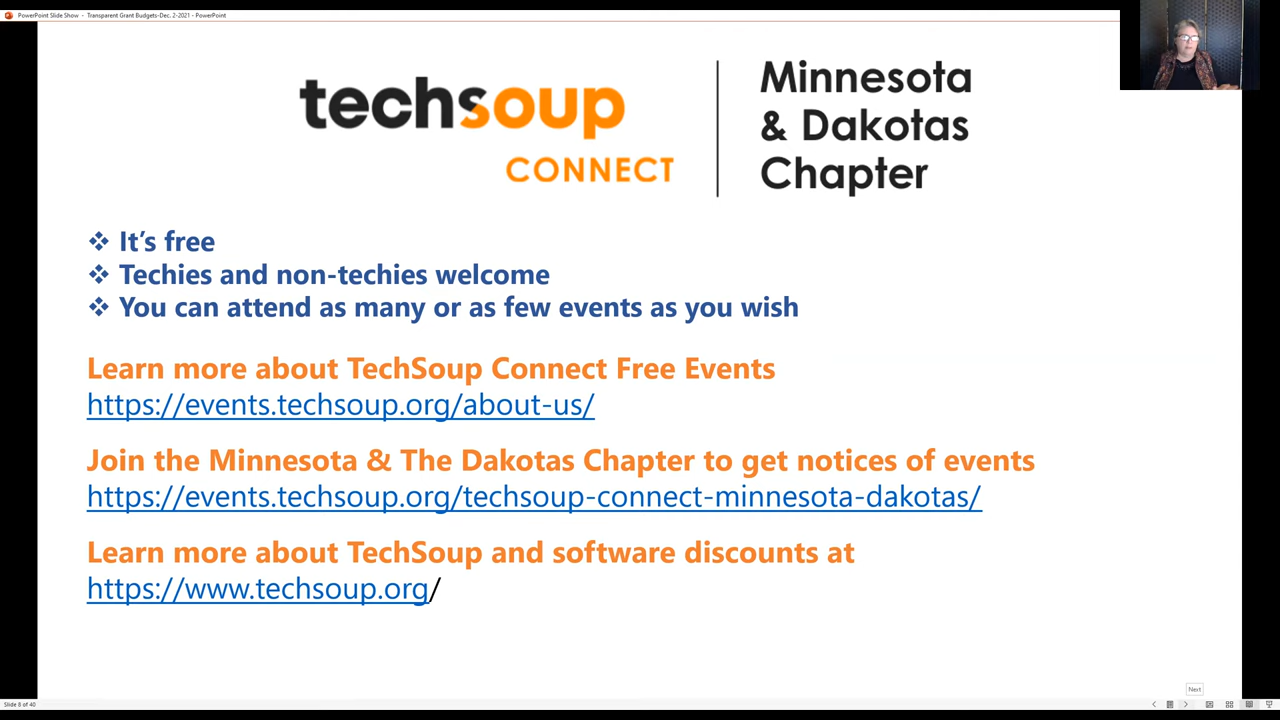 PowerPoint Slide Show - Transparent Grant Budgets-Dec. 2-2021 - PowerPoint
techsoup
CONNECT
Minnesota
& Dakotas
Chapter
❖ It's free
❖ Techies and non-techies welcome
❖ You can attend as many or as few events as you wish
Learn more about TechSoup Connect Free Events
https://events.techsoup.org/about-us/
Join the Minnesota & The Dakotas Chapter to get notices of events
https://events.techsoup.org/techsoup-connect-minnesota-dakotas/
Learn more about TechSoup and software discounts at
https://www.techsoup.org/
Next
Slide 8 of 40